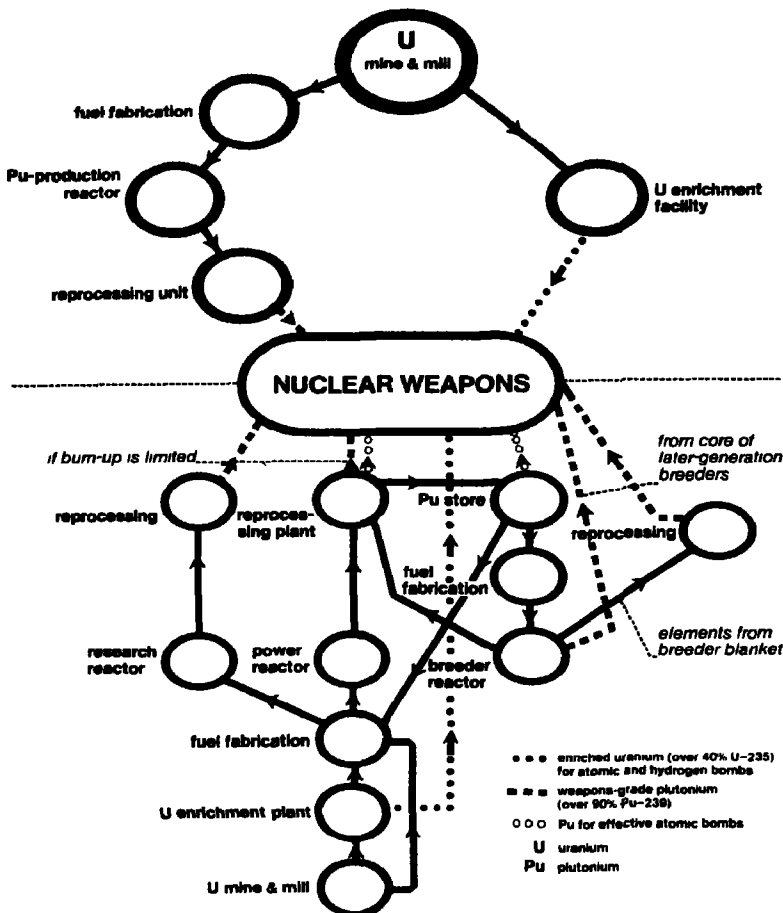 U
mine & mill
fuel fabrication
Pu-production
reactor
U enrichment
facility
reprocessing unit
NUCLEAR WEAPONS
if burn-up is limited
from core of
later-generation
breeders
reprocessing
reproces-
sing plant
Pu store
reprocessing
fuel
fabrication
research
reactor
power
reactor
breeder
reactor
elements from
breeder blanket
fuel fabrication
U enrichment plant
U mine & mill
enriched uranium (over 40% U-235)
for atomic and hydrogen bombs
weapons-grade plutonium
(over 90% Pu-239)
Pu for effective atomic bombs
U uranium
Pu plutonium